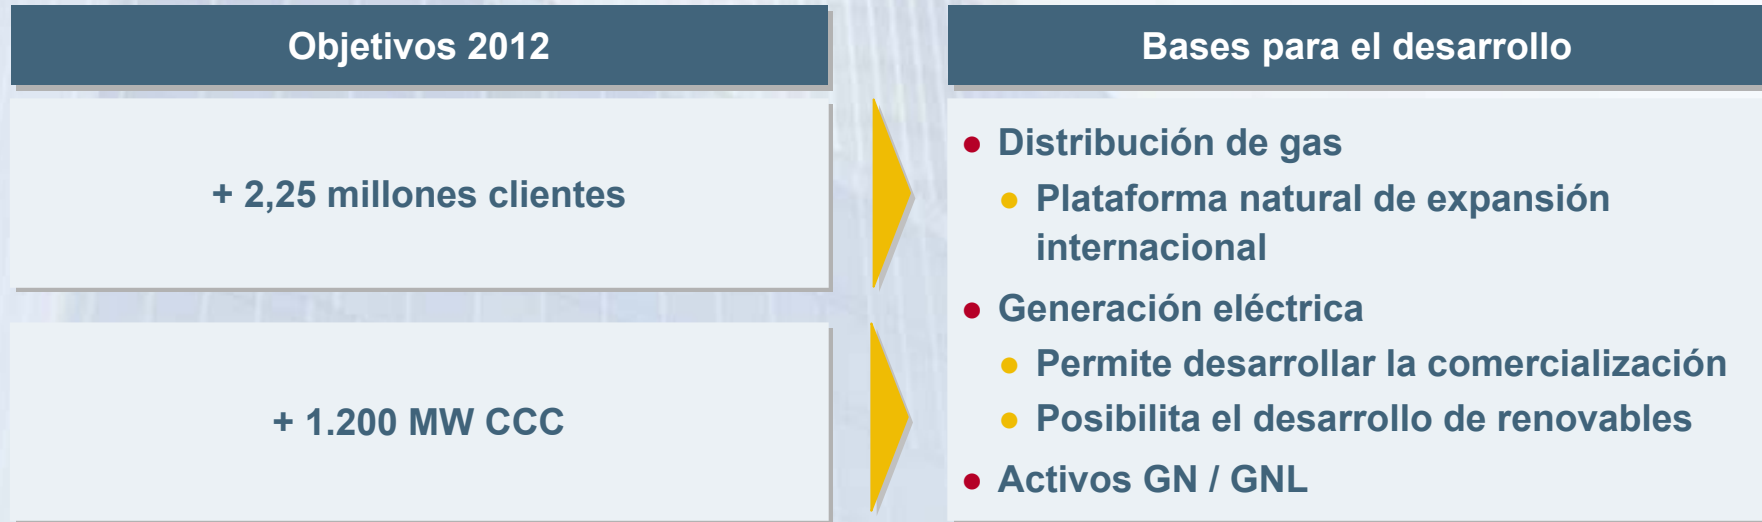 Objetivos 2012
+ 2,25 millones clientes
+ 1.200 MW CCC
Bases para el desarrollo
● Distribución de gas
● Plataforma natural de expansión
internacional
● Generación eléctrica
● Permite desarrollar la comercialización
● Posibilita el desarrollo de renovables
● Activos GN / GNL